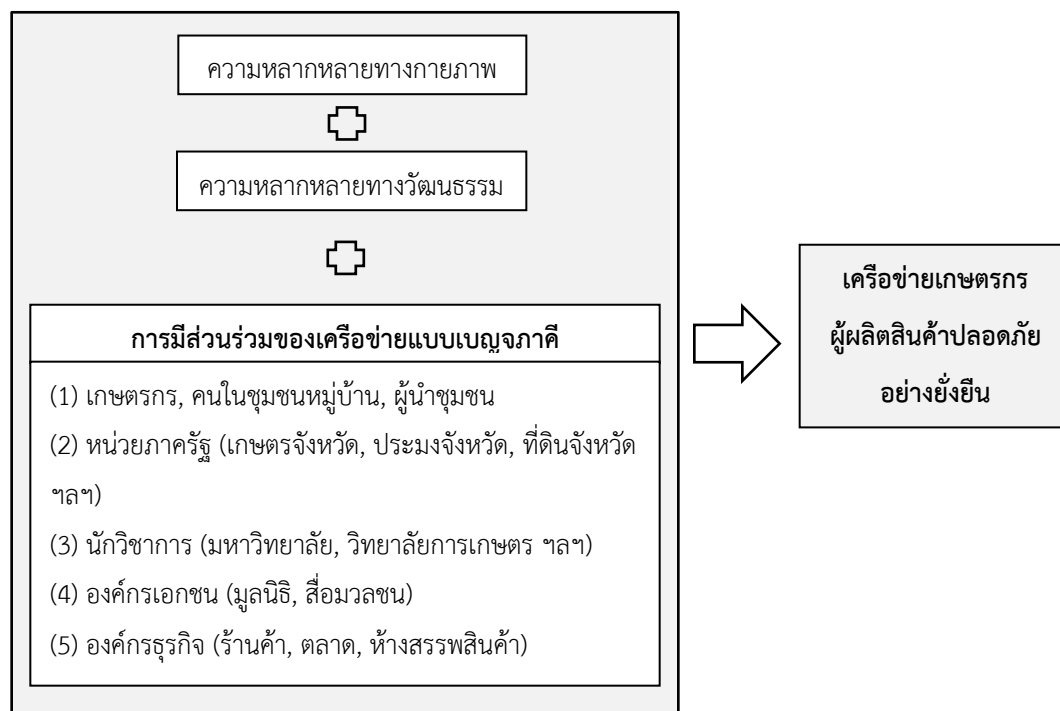 ความหลากหลายทางกายภาพ
ความหลากหลายทางวัฒนธรรม
การมีส่วนร่วมของเครือข่ายแบบเบญจภาคี
(1) เกษตรกร, คนในชุมชนหมู่บ้าน, ผู้นำชุมชน
(2) หน่วยภาครัฐ (เกษตรจังหวัด, ประมงจังหวัด, ที่ดินจังหวัด
ฯลฯ)
(3) นักวิชาการ (มหาวิทยาลัย, วิทยาลัยการเกษตร ฯลฯ)
(4) องค์กรเอกชน (มูลนิธิ, สื่อมวลชน)
(5) องค์กรธุรกิจ (ร้านค้า, ตลาด, ห้างสรรพสินค้า)
เครือข่ายเกษตรกร
ผู้ผลิตสินค้าปลอดภัย
อย่างยั่งยืน